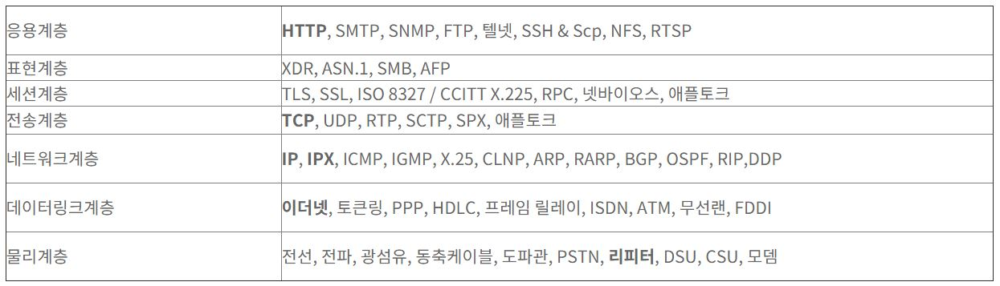 응용계층 HTTP, SMTP, SNMP, FTP, 텔넷, SSH & Scp, NFS, RTSP
표현계층 XDR, ASN.1, SMB, AFP
세션계층 TLS, SSL, ISO 8327 / CCITT X.225, RPC, 넷바이오스, 애플토크
전송계층 TCP, UDP, RTP, SCTP, SPX, 애플토크
네트워크계층 IP, IPX, ICMP, IGMP, X.25, CLNP, ARP, RARP, BGP, OSPF, RIP,DDP
데이터링크계층 이더넷, 토큰링, PPP, HDLC, 프레임 릴레이, ISDN, ATM, 무선랜, FDDI
물리계층 전선, 전파, 광섬유, 동축케이블, 도파관, PSTN, 리피터, DSU, CSU, 모뎀